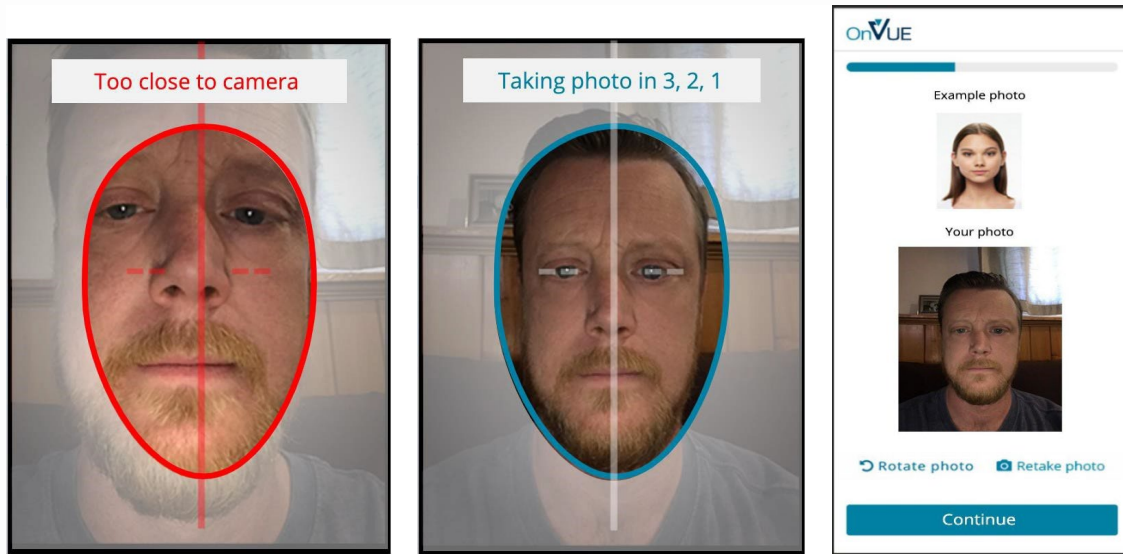 Too close to camera
Taking photo in 3, 2, 1
OnVUE
Example photo
Your photo
Rotate photo
Retake photo
Continue